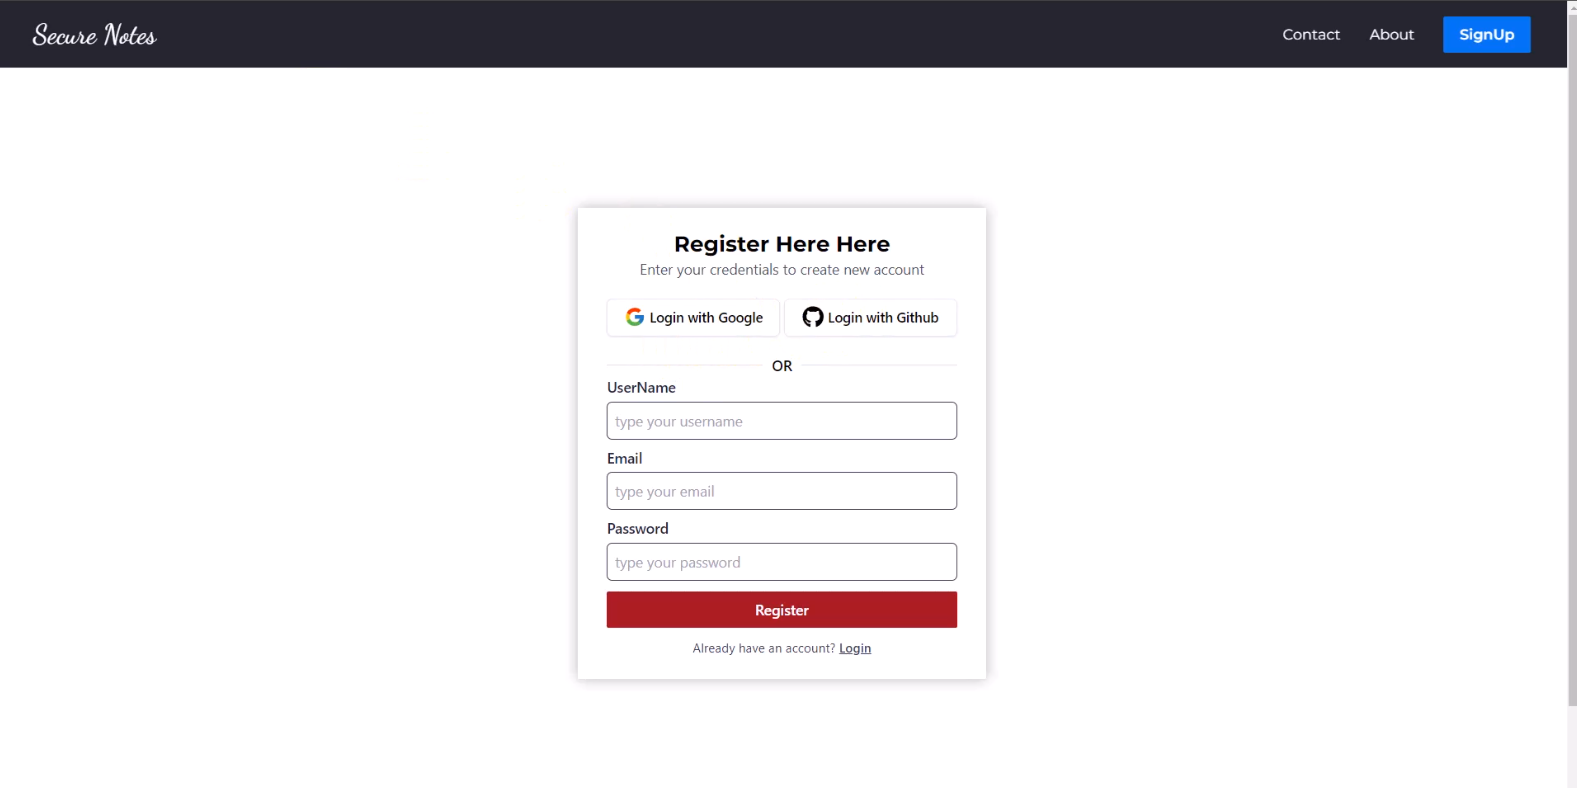 Secure Notes
Contact About SignUp
Register Here Here
Enter your credentials to create new account
Login with Google Login with Github
OR
UserName
type your username
Email
type your email
Password
type your password
Register
Already have an account? Login